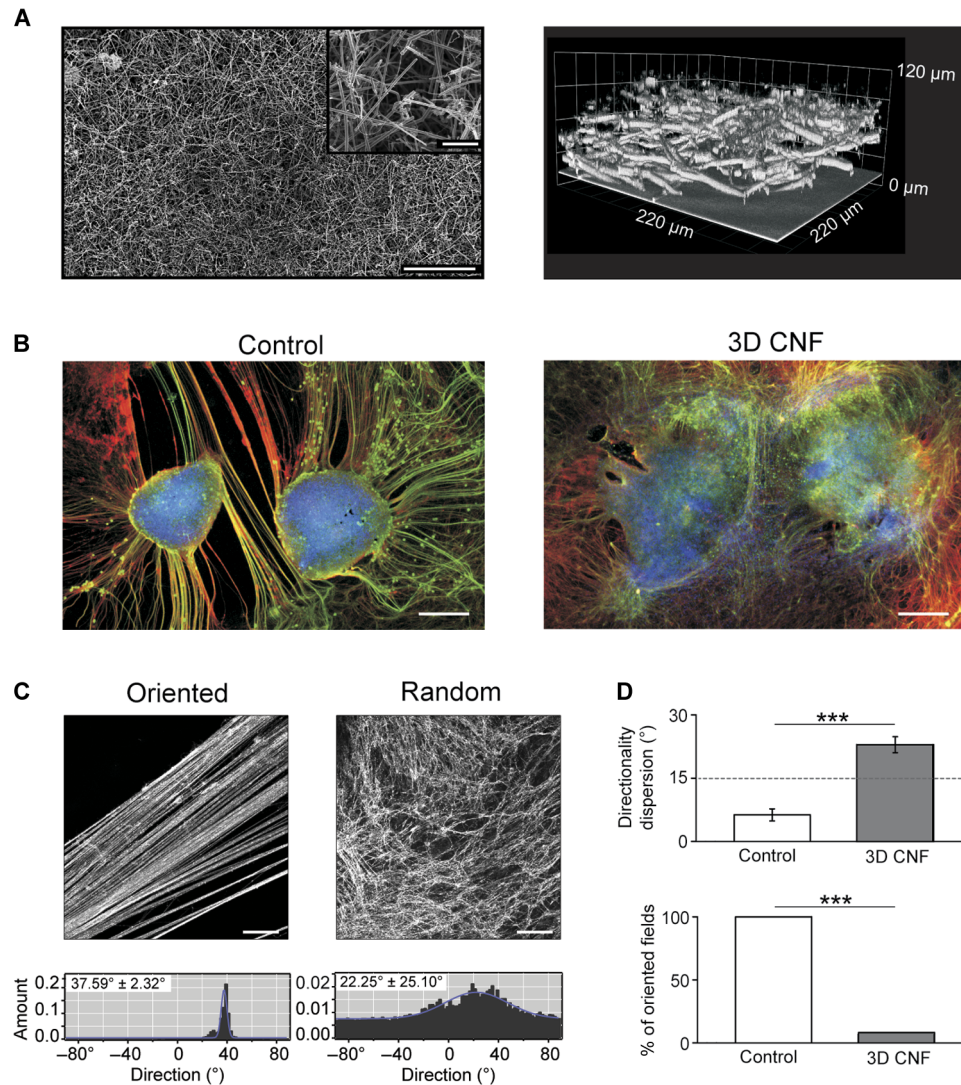 A
120 µm
0 µm
220 µm
220 µm
B
Control
3D CNF
C
Oriented
Random
D
Directionality
dispersion (°)
30
15
0
***
Control
3D CNF
Amount
0.2
0.1
0.0
37.59° ± 2.32°
−80°
0
40
80
Direction (°)
0.02
0.01
0.00
22.25° ± 25.10°
−80°
−40
0
40
80
Direction (°)
% of oriented fields
100
50
0
***
Control
3D CNF